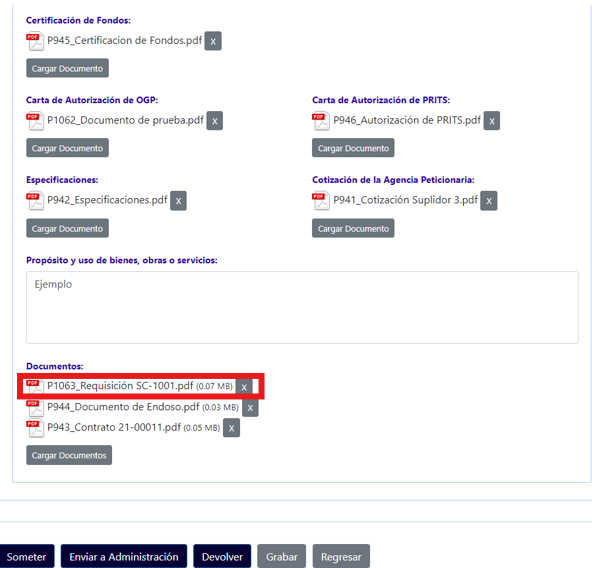 Certificación de Fondos:
PDF P945_Certificacion de Fondos.pdf x
Cargar Documento
Carta de Autorización de OGP:
PDF P1062_Documento de prueba.pdf x
Cargar Documento
Carta de Autorización de PRITS:
PDF P946_Autorización de PRITS.pdf x
Cargar Documento
Especificaciones:
PDF P942_Especificaciones.pdf x
Cargar Documento
Cotización de la Agencia Peticionaria:
PDF P941_Cotización Suplidor 3.pdf x
Cargar Documento
Propósito y uso de bienes, obras o servicios:
Ejemplo
Documentos:
PDF P1063_Requisición SC-1001.pdf (0.07 MB) x
PDF P944_Documento de Endoso.pdf (0.03 MB) x
PDF P943_Contrato 21-00011.pdf (0.05 MB) x
Cargar Documentos
Someter Enviar a Administración Devolver Grabar Regresar